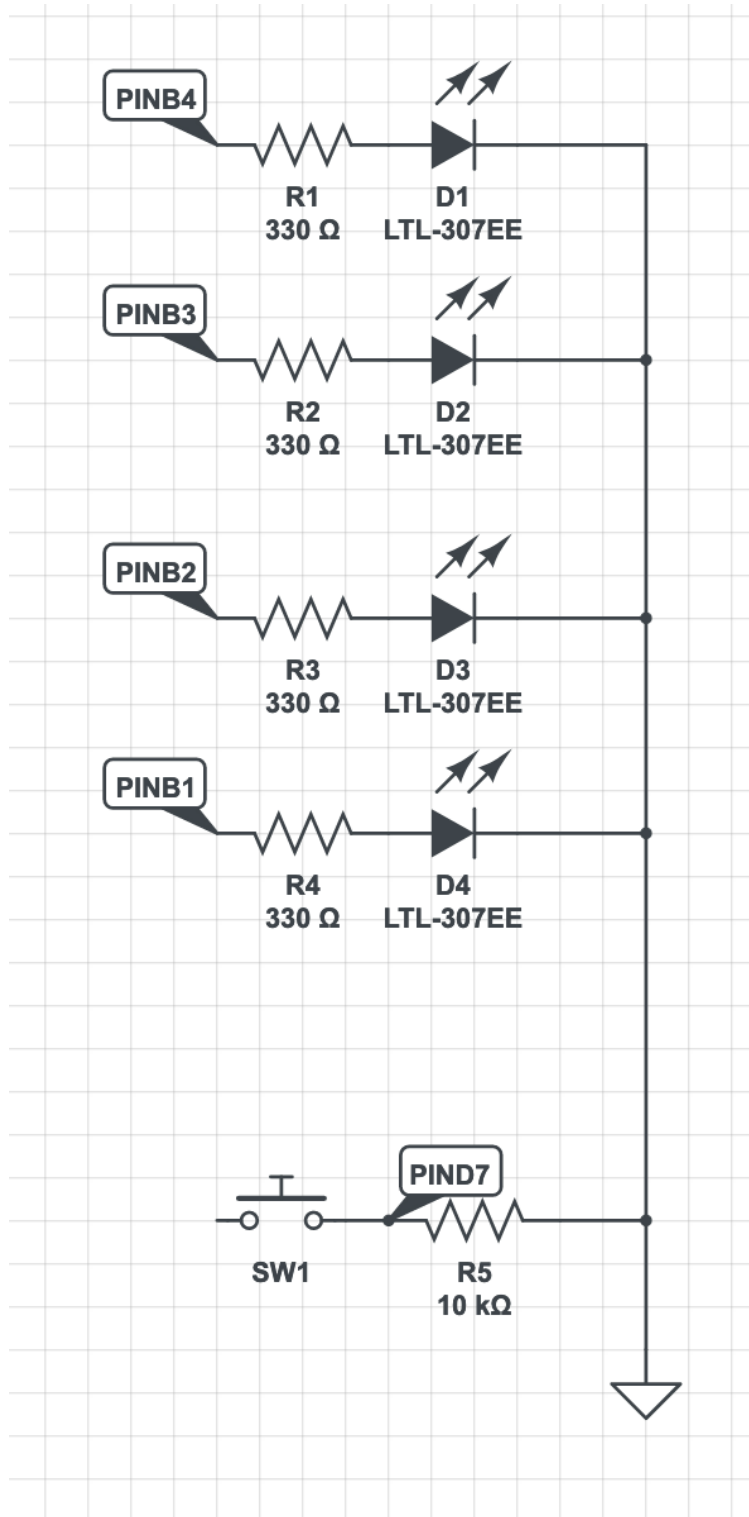 PINB4
R1
330 Ω
D1
LTL-307EE
PINB3
R2
330 Ω
D2
LTL-307EE
PINB2
R3
330 Ω
D3
LTL-307EE
PINB1
R4
330 Ω
D4
LTL-307EE
PIND7
SW1
R5
10 kΩ